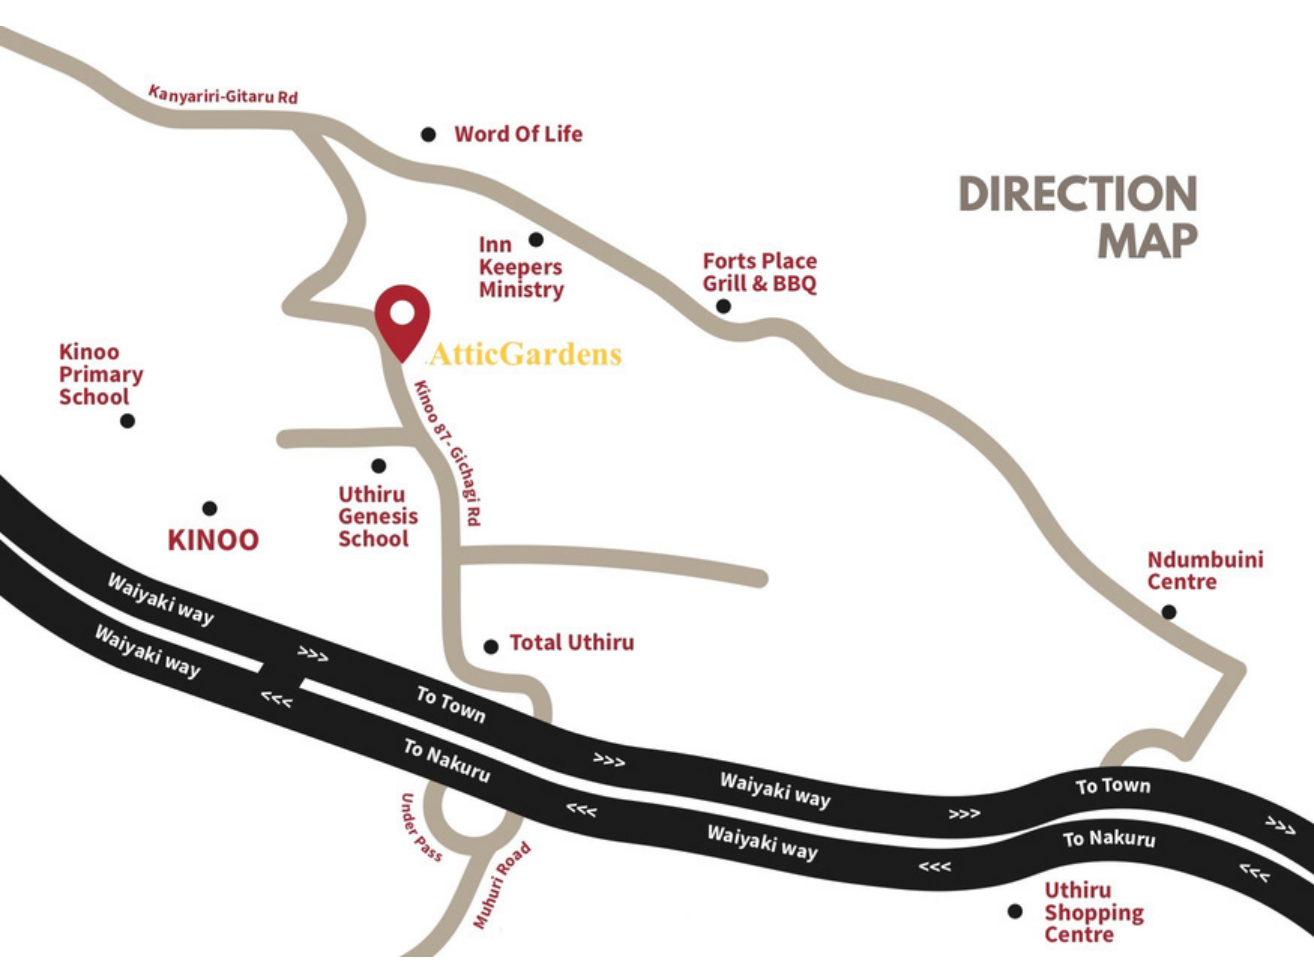 Kanyariri-Gitaru Rd
Word Of Life
DIRECTION
MAP
Inn
Keepers
Ministry
Forts Place
Grill & BBQ
AtticGardens
Kinoo
Primary
School
Kinoo 87- Gichagi Rd
Uthiru
Genesis
School
KINOO
Ndumbuini
Centre
Waiyaki way
Waiyaki way
>>>
<<<
Total Uthiru
To Town
To Nakuru
>>>
<<<
Waiyaki way
Waiyaki way
>>>
<<<
To Town
To Nakuru
>>>
<<<
Unper Pass
Muhuri Road
Uthiru
Shopping
Centre